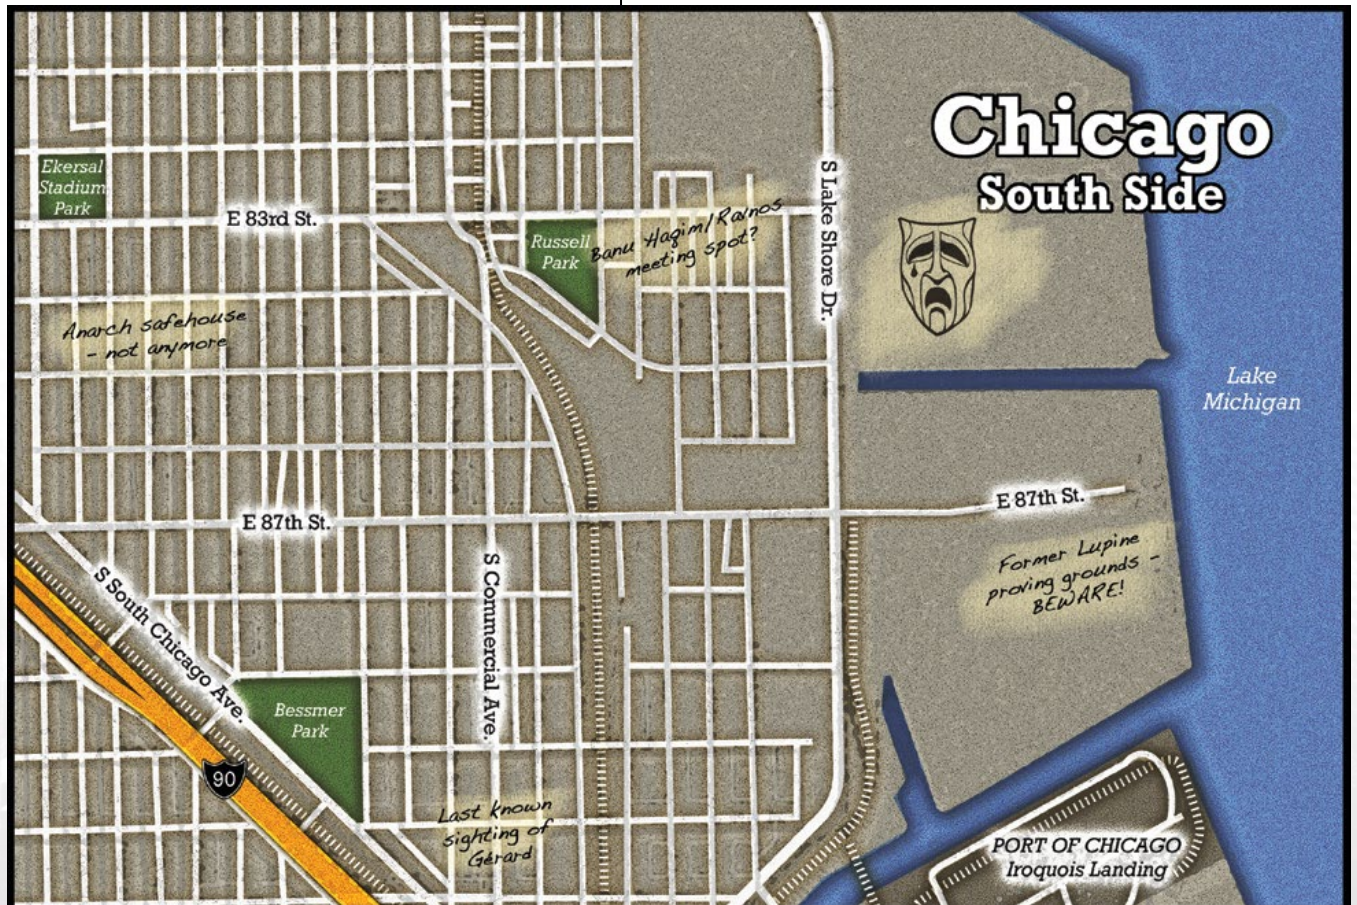 Chicago
South Side
Ekersal
Stadium
Park
E 83rd St.
Russell
Park
Banu Haqim/Ravnos
meeting spot?
S Lake Shore Dr.
Anarch safehouse
- not anymore
Lake
Michigan
E 87th St.
E 87th St.
Former Lupine
proving grounds -
BEWARE!
S South Chicago Ave.
S Commercial Ave.
Bessmer
Park
90
Last known
sighting of
Gérard
PORT OF CHICAGO
Iroquois Landing